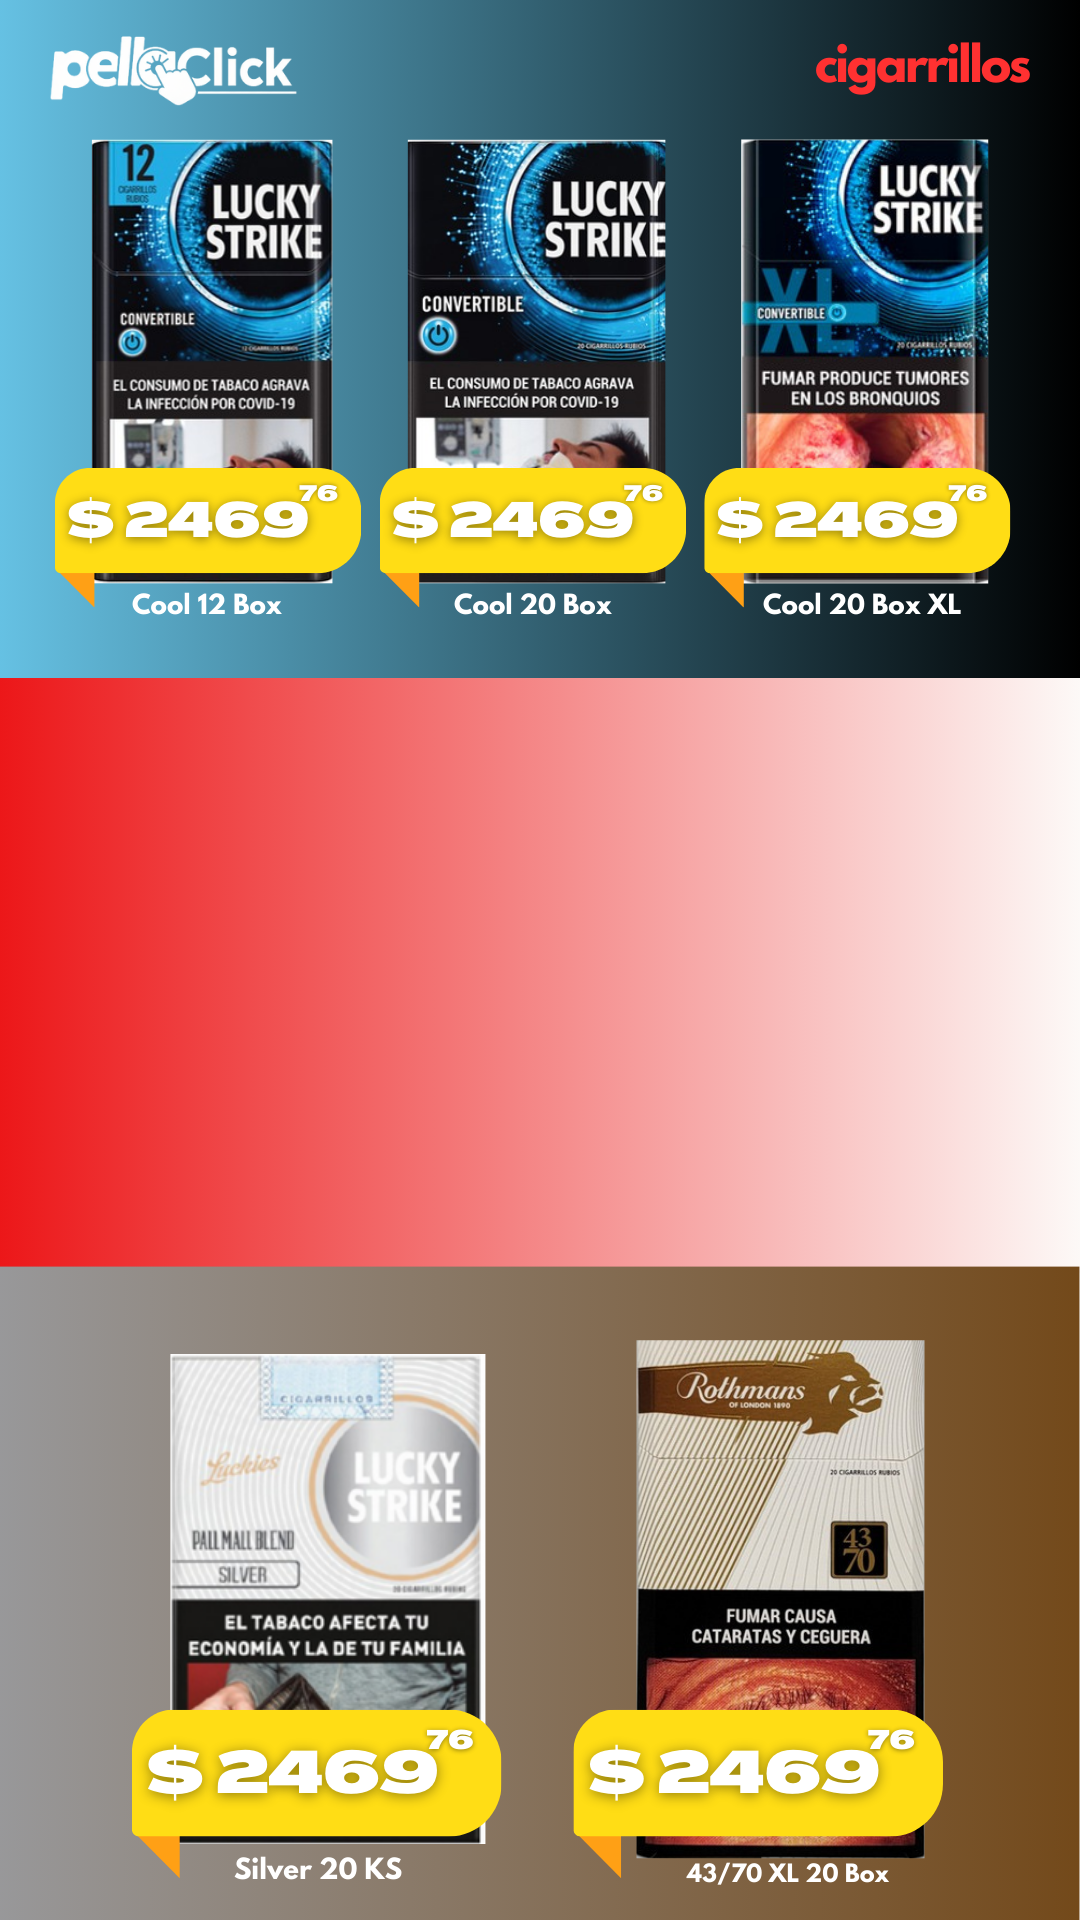 pellaClick
cigarrillos
12
CIGARRILLOS
RUBIOS
LUCKY
STRIKE
CONVERTIBLE
12 CIGARRILLOS RUBIOS
EL CONSUMO DE TABACO AGRAVA
LA INFECCIÓN POR COVID-19
$ 2469 76
Cool 12 Box
LUCKY
STRIKE
CONVERTIBLE
20 CIGARRILLOS RUBIOS
EL CONSUMO DE TABACO AGRAVA
LA INFECCIÓN POR COVID-19
$ 2469 76
Cool 20 Box
LUCKY
STRIKE
XL
CONVERTIBLE
20 CIGARRILLOS RUBIOS
FUMAR PRODUCE TUMORES
EN LOS BRONQUIOS
$ 2469 76
Cool 20 Box XL
CIGARRILLOS
Luckies
LUCKY
STRIKE
PALL MALL BLEND
SILVER
20 CIGARRILLOS RUBIOS
EL TABACO AFECTA TU
ECONOMÍA Y LA DE TU FAMILIA
$ 2469 76
Silver 20 KS
Rothmans
OF LONDON 1890
20 CIGARRILLOS RUBIOS
43
70
FUMAR CAUSA
CATARATAS Y CEGUERA
$ 2469 76
43/70 XL 20 Box